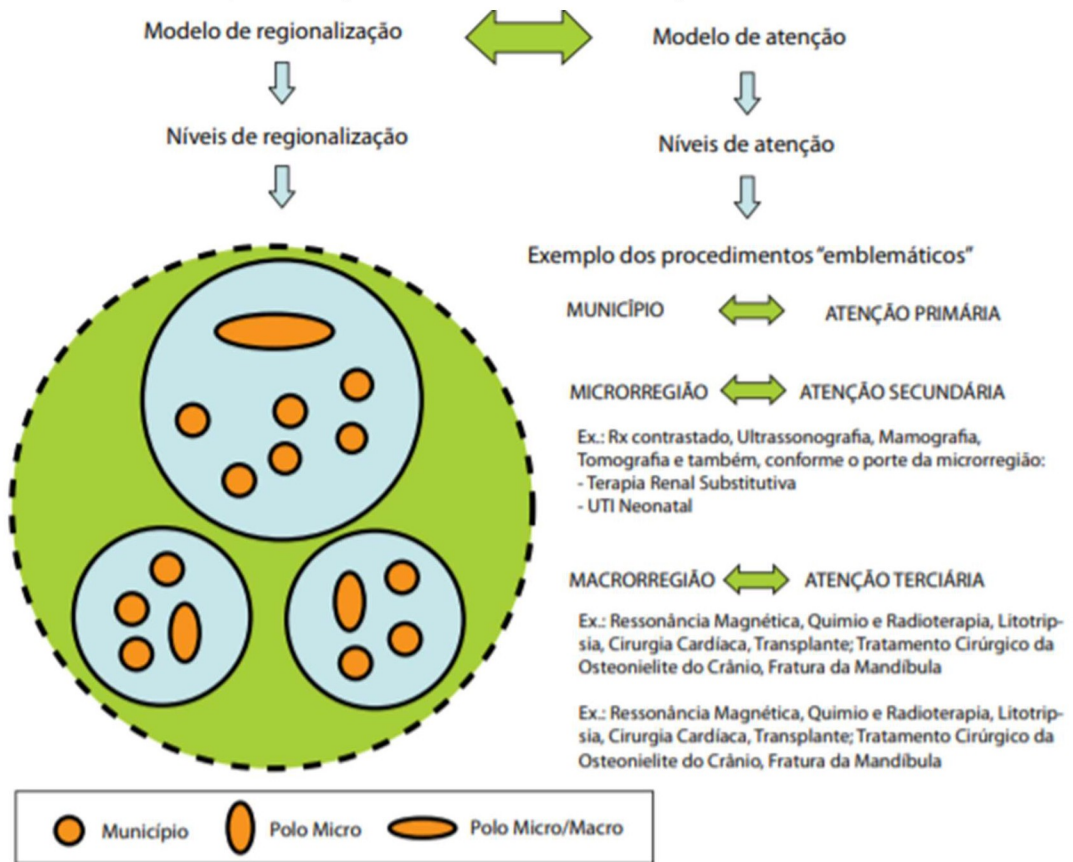 Modelo de regionalização
Modelo de atenção
Níveis de regionalização
Níveis de atenção
Exemplo dos procedimentos “emblemáticos”
MUNICÍPIO
ATENÇÃO PRIMÁRIA
MICRORREGIÃO
ATENÇÃO SECUNDÁRIA
Ex.: Rx contrastado, Ultrassonografia, Mamografia,
Tomografia e também, conforme o porte da microrregião:
- Terapia Renal Substitutiva
- UTI Neonatal
MACRORREGIÃO
ATENÇÃO TERCIÁRIA
Ex.: Ressonância Magnética, Quimio e Radioterapia, Litotrip-
sia, Cirurgia Cardíaca, Transplante; Tratamento Cirúrgico da
Osteonielite do Crânio, Fratura da Mandíbula
Ex.: Ressonância Magnética, Quimio e Radioterapia, Litotrip-
sia, Cirurgia Cardíaca, Transplante; Tratamento Cirúrgico da
Osteonielite do Crânio, Fratura da Mandíbula
Município
Polo Micro
Polo Micro/Macro